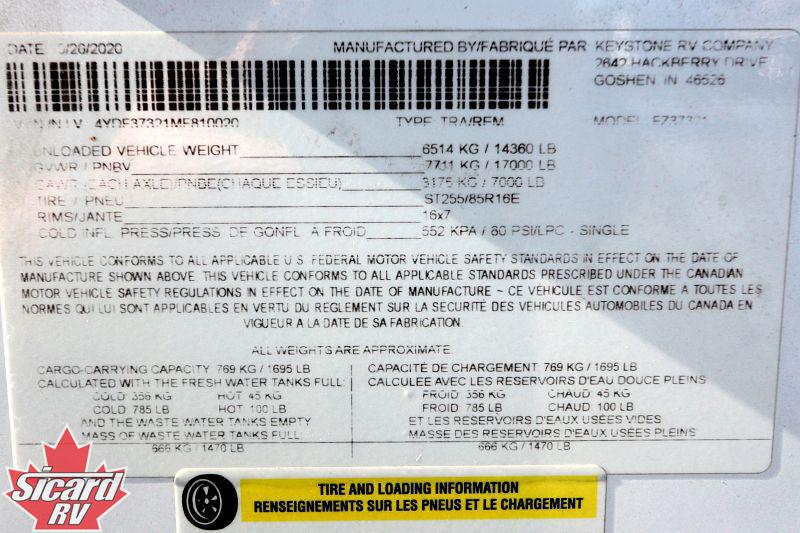 DATE /26/2020
MANUFACTURED BY/FABRIQUÉ PAR KEYSTONE RV COMPANY
2642 HACKBERRY DRIVE
GOSHEN IN 46526
4YDF37321MF810020 TYPE TRA/REM MODEL FZ37321
UNLOADED VEHICLE WEIGHT 6514 KG / 14360 LB
GVWR / PNBV 7711 KG / 17000 LB
GAWR (EACH AXLE)/PNBE(CHAQUE ESSIEU) 3175 KG / 7000 LB
TIRE / PNEU ST255/85R16E
RIMS/JANTE 16x7
COLD INFL. PRESS/PRESS. DE GONFL A FROID 552 KPA / 80 PSI/LPC - SINGLE
THIS VEHICLE CONFORMS TO ALL APPLICABLE U.S. FEDERAL MOTOR VEHICLE SAFETY STANDARDS IN EFFECT ON THE DATE OF
MANUFACTURE SHOWN ABOVE. THIS VEHICLE CONFORMS TO ALL APPLICABLE STANDARDS PRESCRIBED UNDER THE CANADIAN
MOTOR VEHICLE SAFETY REGULATIONS IN EFFECT ON THE DATE OF MANUFACTURE ~ CE VÉHICULE EST CONFORME A TOUTES LES
NORMES QUI LUI SONT APPLICABLES EN VERTU DU REGLEMENT SUR LA SECURITÉ DES VEHICULES AUTOMOBILES DU CANADA EN
VIGUEUR A LA DATE DE SA FABRICATION.
ALL WEIGHTS ARE APPROXIMATE.
CARGO-CARRYING CAPACITY 769 KG / 1695 LB
CALCULATED WITH THE FRESH WATER TANKS FULL:
COLD: 356 KG HOT: 45 KG
COLD: 785 LB HOT: 100 LB
AND THE WASTE WATER TANKS EMPTY
MASS OF WASTE WATER TANKS FULL:
666 KG / 1470 LB
CAPACITÉ DE CHARGEMENT 769 KG / 1695 LB
CALCULÉE AVEC LES RESERVOIRS D'EAU DOUCE PLEINS
FROID: 356 KG CHAUD: 45 KG
FROID: 785 LB CHAUD: 100 LB
ET LES RESERVOIRS D'EAUX USÉES VIDES
MASSE DES RESERVOIRS D'EAUX USÉES PLEINS
666 KG / 1470 LB
TIRE AND LOADING INFORMATION
RENSEIGNEMENTS SUR LES PNEUS ET LE CHARGEMENT
Sicard
RV